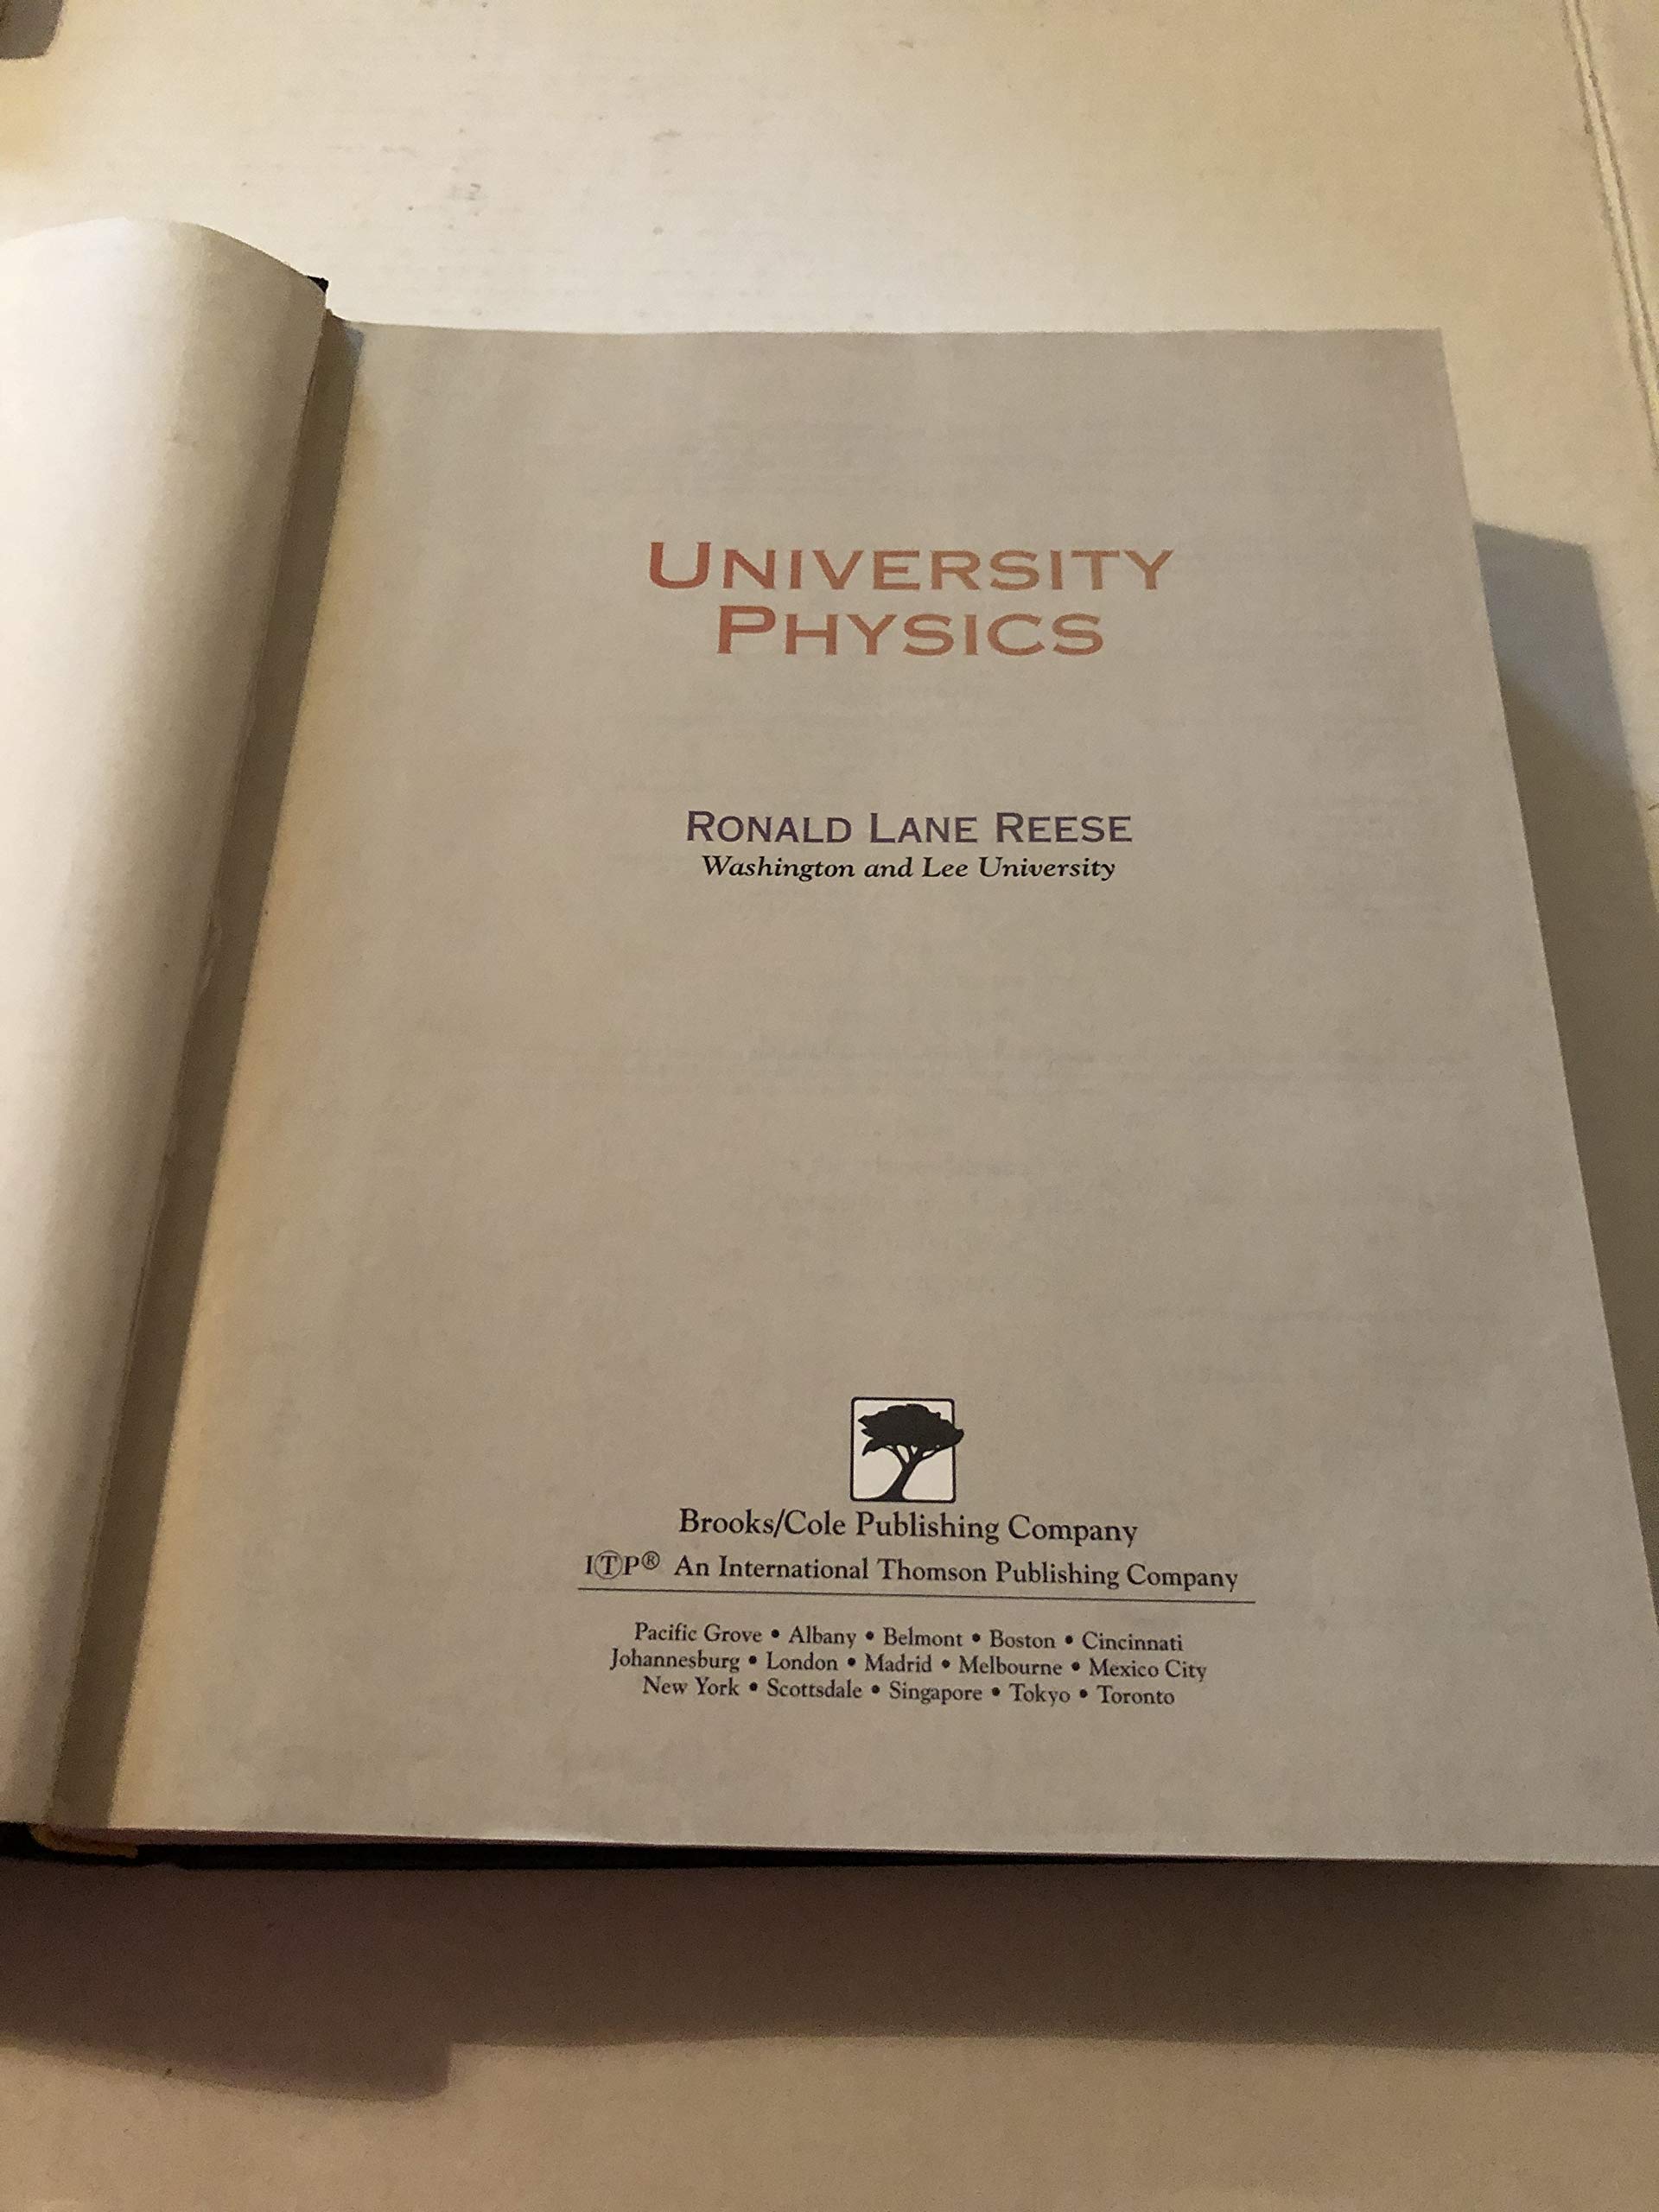 UNIVERSITY
PHYSICS
RONALD LANE REESE
Washington and Lee University
Brooks/Cole Publishing Company
ITP® An International Thomson Publishing Company
Pacific Grove • Albany • Belmont • Boston • Cincinnati
Johannesburg • London • Madrid • Melbourne • Mexico City
New York • Scottsdale • Singapore • Tokyo • Toronto